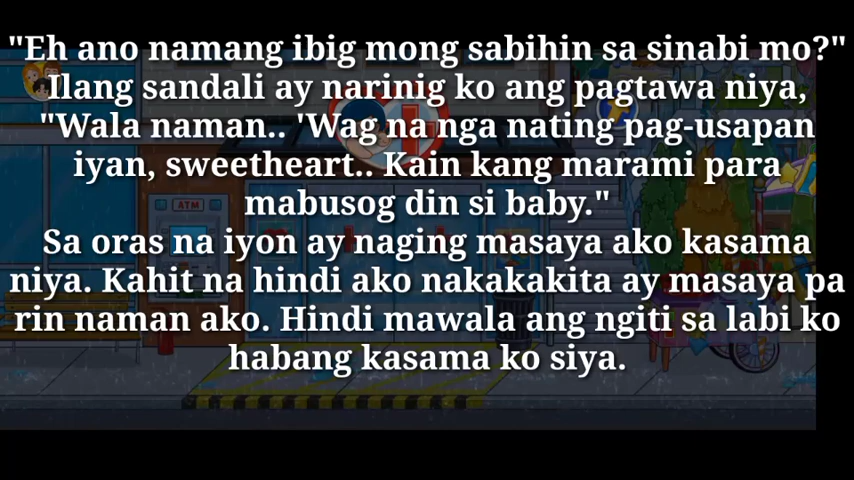 "Eh ano namang ibig mong sabihin sa sinabi mo?"
Ilang sandali ay narinig ko ang pagtawa niya,
"Wala naman.. 'Wag na nga nating pag-usapan
iyan, sweetheart.. Kain kang marami para
mabusog din si baby."
Sa oras na iyon ay naging masaya ako kasama
niya. Kahit na hindi ako nakakakita ay masaya pa
rin naman ako. Hindi mawala ang ngiti sa labi ko
habang kasama ko siya.
ATM